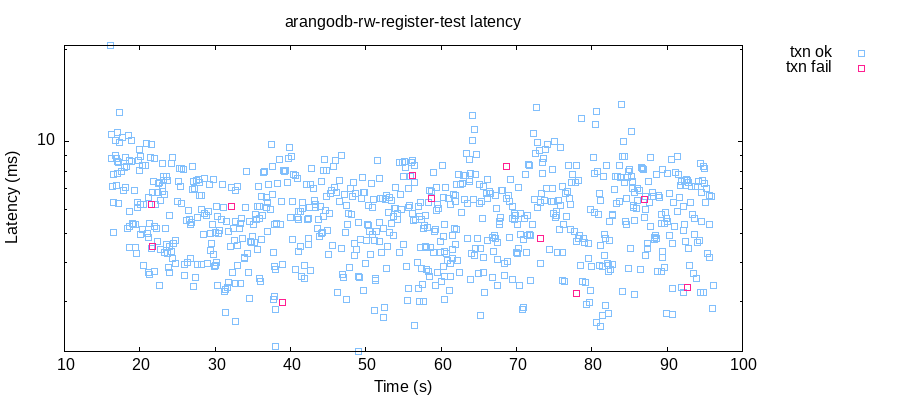 arangodb-rw-register-test latency
txn ok
txn fail
10
Latency (ms)
10 20 30 40 50 60 70 80 90 100
Time (s)